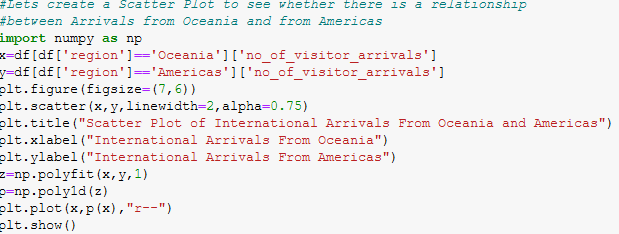 #Lets create a Scatter Plot to see whether there is a relationship
#between Arrivals from Oceania and from Americas
import numpy as np
x=df[df['region']=='Oceania']['no_of_visitor_arrivals']
y=df[df['region']=='Americas']['no_of_visitor_arrivals']
plt.figure(figsize=(7,6))
plt.scatter(x,y,linewidth=2,alpha=0.75)
plt.title("Scatter Plot of International Arrivals From Oceania and Americas")
plt.xlabel("International Arrivals From Oceania")
plt.ylabel("International Arrivals From Americas")
z=np.polyfit(x,y,1)
p=np.poly1d(z)
plt.plot(x,p(x),"r--")
plt.show()